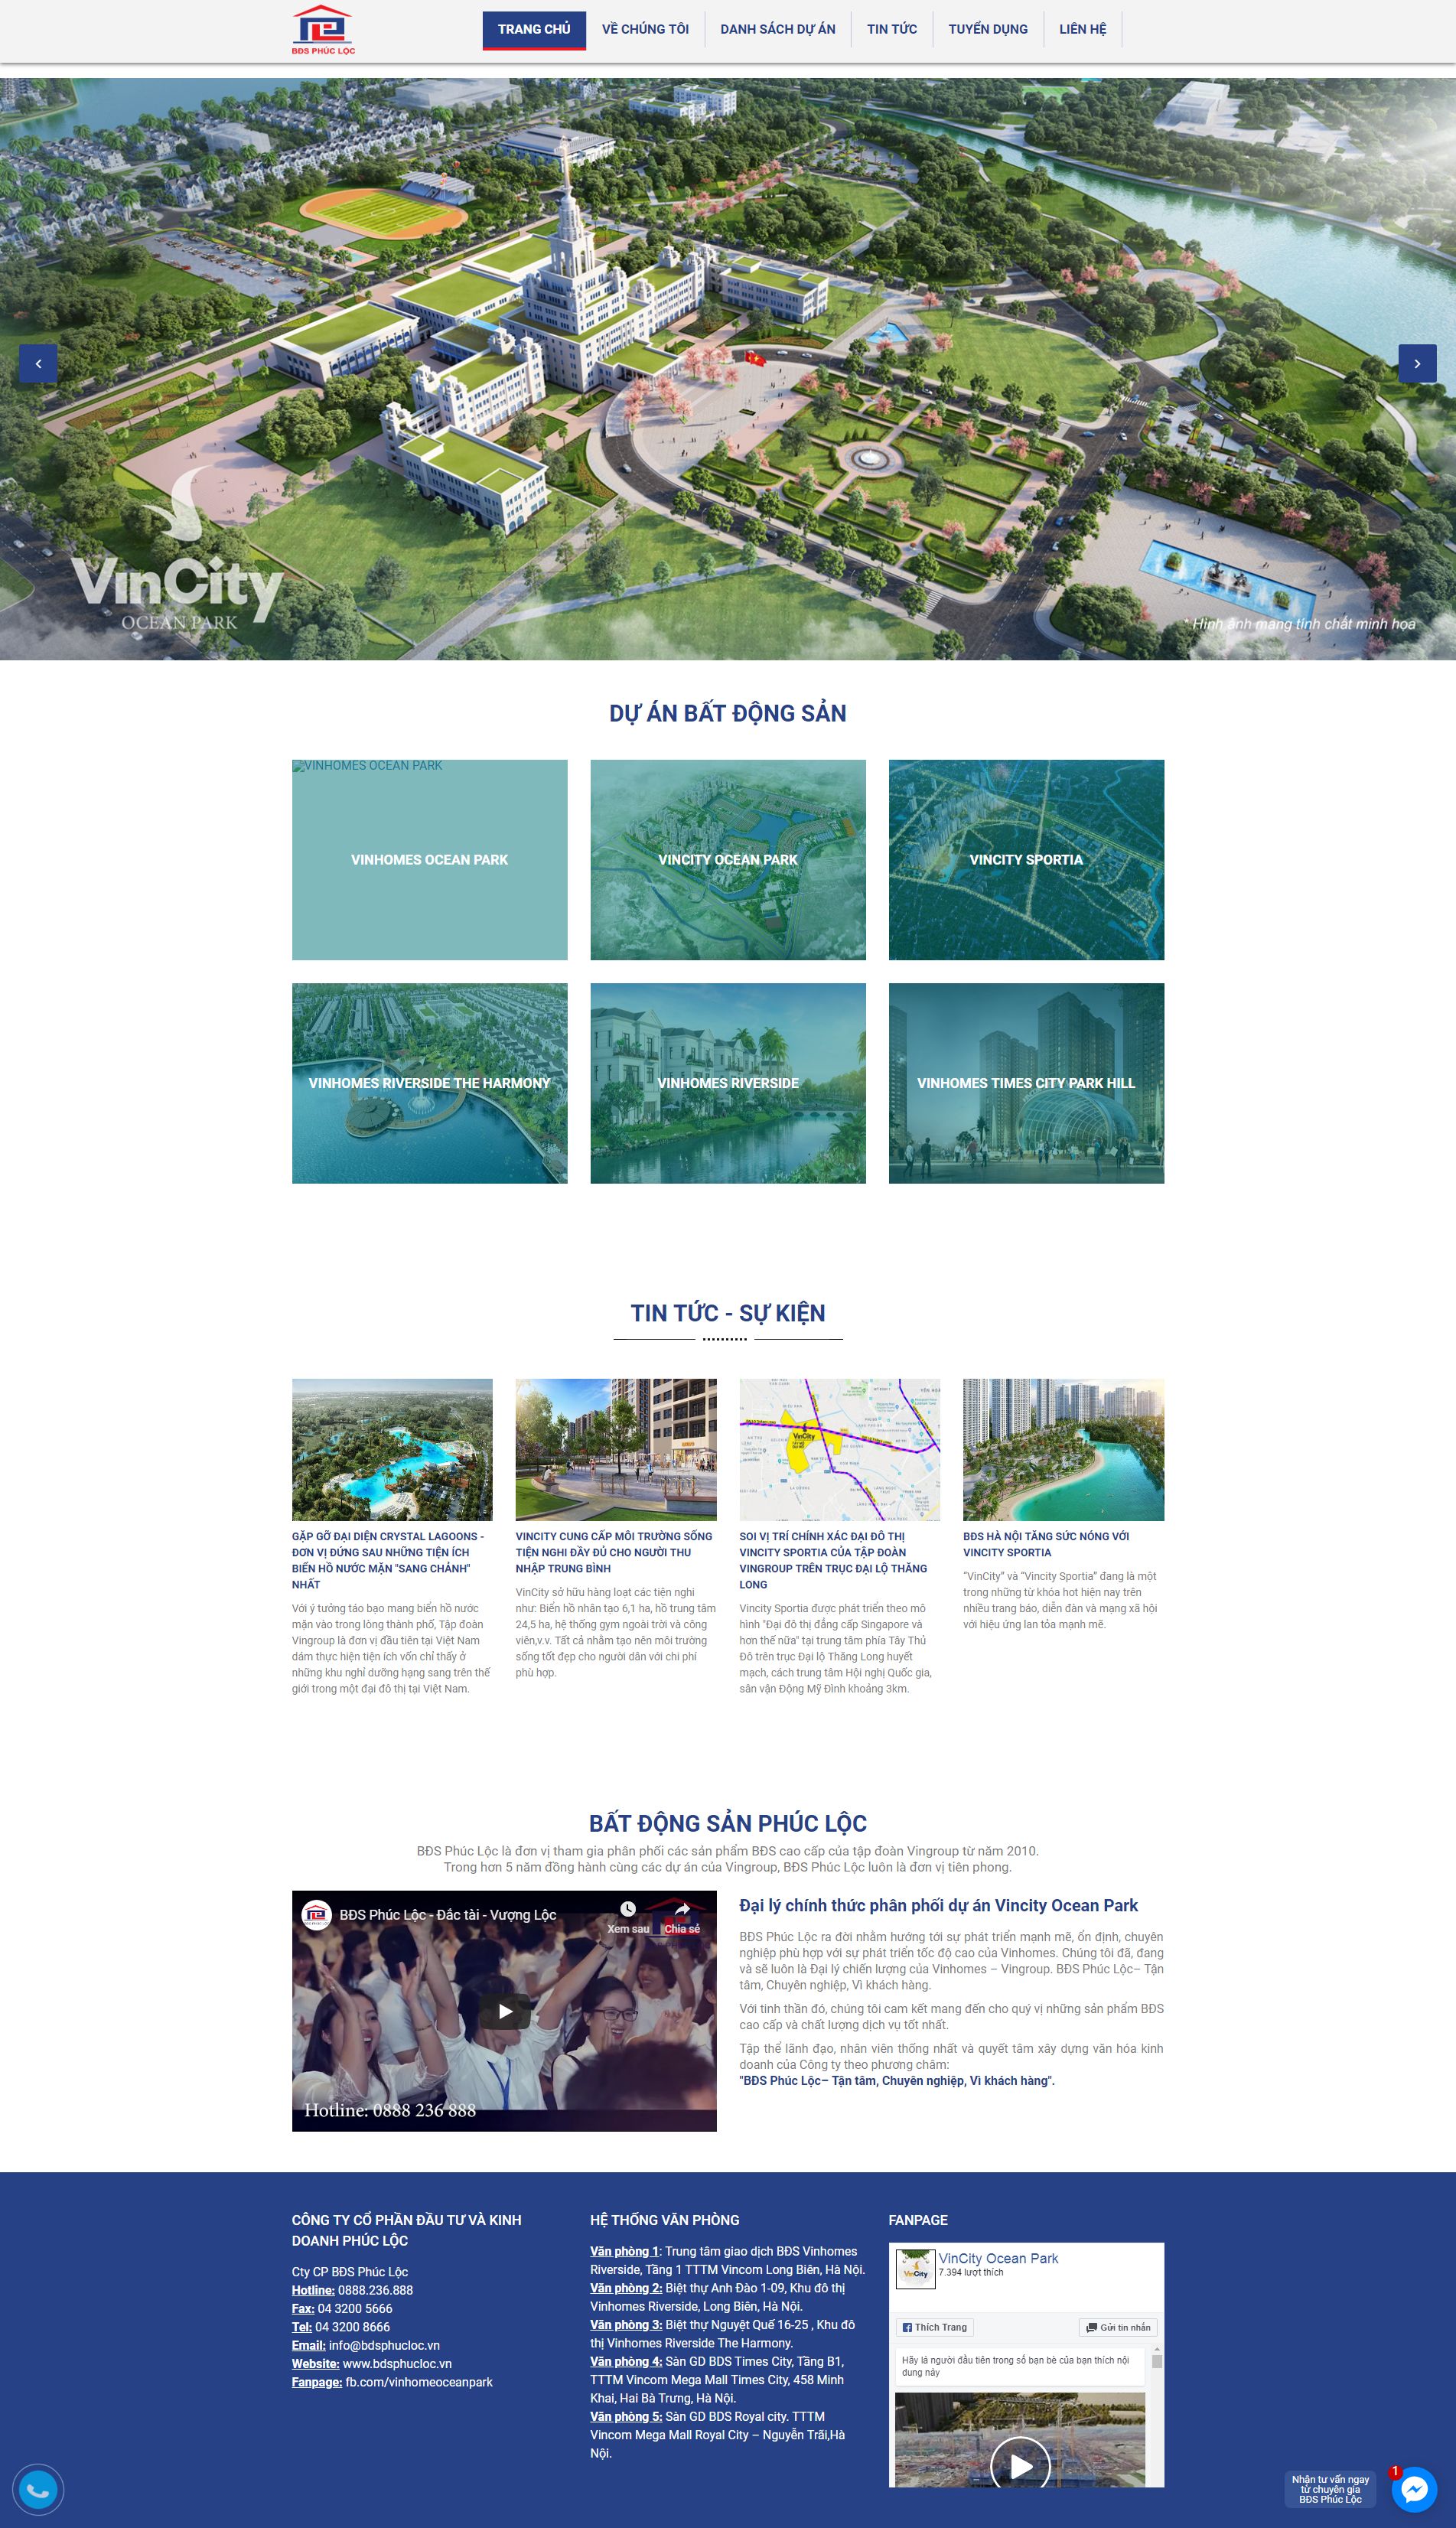 BĐS PHÚC LỘC
TRANG CHỦ
VỀ CHÚNG TÔI
DANH SÁCH DỰ ÁN
TIN TỨC
TUYỂN DỤNG
LIÊN HỆ
VinCity
OCEAN PARK
* Hình ảnh mang tính chất minh họa
DỰ ÁN BẤT ĐỘNG SẢN
VINHOMES OCEAN PARK
VINHOMES OCEAN PARK
VINCITY OCEAN PARK
VINCITY SPORTIA
VINHOMES RIVERSIDE THE HARMONY
VINHOMES RIVERSIDE
VINHOMES TIMES CITY PARK HILL
TIN TỨC - SỰ KIỆN
GẶP GỠ ĐẠI DIỆN CRYSTAL LAGOONS -
ĐƠN VỊ ĐỨNG SAU NHỮNG TIỆN ÍCH
BIỂN HỒ NƯỚC MẶN "SANG CHẢNH"
NHẤT
Với ý tưởng táo bạo mang biển hồ nước
mặn vào trong lòng thành phố, Tập đoàn
Vingroup là đơn vị đầu tiên tại Việt Nam
dám thực hiện tiện ích vốn chỉ thấy ở
những khu nghỉ dưỡng hạng sang trên thế
giới trong một đại đô thị tại Việt Nam.
VINCITY CUNG CẤP MÔI TRƯỜNG SỐNG
TIỆN NGHI ĐẦY ĐỦ CHO NGƯỜI THU
NHẬP TRUNG BÌNH
VinCity sở hữu hàng loạt các tiện nghi
như: Biển hồ nhân tạo 6,1 ha, hồ trung tâm
24,5 ha, hệ thống gym ngoài trời và công
viên,v.v. Tất cả nhằm tạo nên môi trường
sống tốt đẹp cho người dân với chi phí
phù hợp.
VinCity
SOI VỊ TRÍ CHÍNH XÁC ĐẠI ĐÔ THỊ
VINCITY SPORTIA CỦA TẬP ĐOÀN
VINGROUP TRÊN TRỤC ĐẠI LỘ THĂNG
LONG
Vincity Sportia được phát triển theo mô
hình "Đại đô thị đẳng cấp Singapore và
hơn thế nữa" tại trung tâm phía Tây Thủ
Đô trên trục Đại lộ Thăng Long huyết
mạch, cách trung tâm Hội nghị Quốc gia,
sân vận Động Mỹ Đình khoảng 3km.
BĐS HÀ NỘI TĂNG SỨC NÓNG VỚI
VINCITY SPORTIA
“VinCity” và “Vincity Sportia” đang là một
trong những từ khóa hot hiện nay trên
nhiều trang báo, diễn đàn và mạng xã hội
với hiệu ứng lan tỏa mạnh mẽ.
BẤT ĐỘNG SẢN PHÚC LỘC
BĐS Phúc Lộc là đơn vị tham gia phân phối các sản phẩm BĐS cao cấp của tập đoàn Vingroup từ năm 2010.
Trong hơn 5 năm đồng hành cùng các dự án của Vingroup, BĐS Phúc Lộc luôn là đơn vị tiên phong.
BĐS Phúc Lộc - Đắc tài - Vượng Lộc
Xem sau
Chia sẻ
Hotline: 0888 236 888
Đại lý chính thức phân phối dự án Vincity Ocean Park
BĐS Phúc Lộc ra đời nhằm hướng tới sự phát triển mạnh mẽ, ổn định, chuyên
nghiệp phù hợp với sự phát triển tốc độ cao của Vinhomes. Chúng tôi đã, đang
và sẽ luôn là Đại lý chiến lượng của Vinhomes – Vingroup. BĐS Phúc Lộc– Tận
tâm, Chuyên nghiệp, Vì khách hàng.
Với tinh thần đó, chúng tôi cam kết mang đến cho quý vị những sản phẩm BĐS
cao cấp và chất lượng dịch vụ tốt nhất.
Tập thể lãnh đạo, nhân viên thống nhất và quyết tâm xây dựng văn hóa kinh
doanh của Công ty theo phương châm:
"BĐS Phúc Lộc– Tận tâm, Chuyên nghiệp, Vì khách hàng".
CÔNG TY CỔ PHẦN ĐẦU TƯ VÀ KINH
DOANH PHÚC LỘC
Cty CP BĐS Phúc Lộc
Hotline: 0888.236.888
Fax: 04 3200 5666
Tel: 04 3200 8666
Email: info@bdsphucloc.vn
Website: www.bdsphucloc.vn
Fanpage: fb.com/vinhomeoceanpark
HỆ THỐNG VĂN PHÒNG
Văn phòng 1: Trung tâm giao dịch BĐS Vinhomes
Riverside, Tầng 1 TTTM Vincom Long Biên, Hà Nội.
Văn phòng 2: Biệt thự Anh Đào 1-09, Khu đô thị
Vinhomes Riverside, Long Biên, Hà Nội.
Văn phòng 3: Biệt thự Nguyệt Quế 16-25 , Khu đô
thị Vinhomes Riverside The Harmony.
Văn phòng 4: Sàn GD BDS Times City, Tầng B1,
TTTM Vincom Mega Mall Times City, 458 Minh
Khai, Hai Bà Trưng, Hà Nội.
Văn phòng 5: Sàn GD BDS Royal city. TTTM
Vincom Mega Mall Royal City – Nguyễn Trãi,Hà
Nội.
FANPAGE
VinCity
VinCity Ocean Park
7.394 lượt thích
Thích Trang
Gửi tin nhắn
Hãy là người đầu tiên trong số bạn bè của bạn thích nội
dung này
Nhận tư vấn ngay
từ chuyên gia
BĐS Phúc Lộc
1